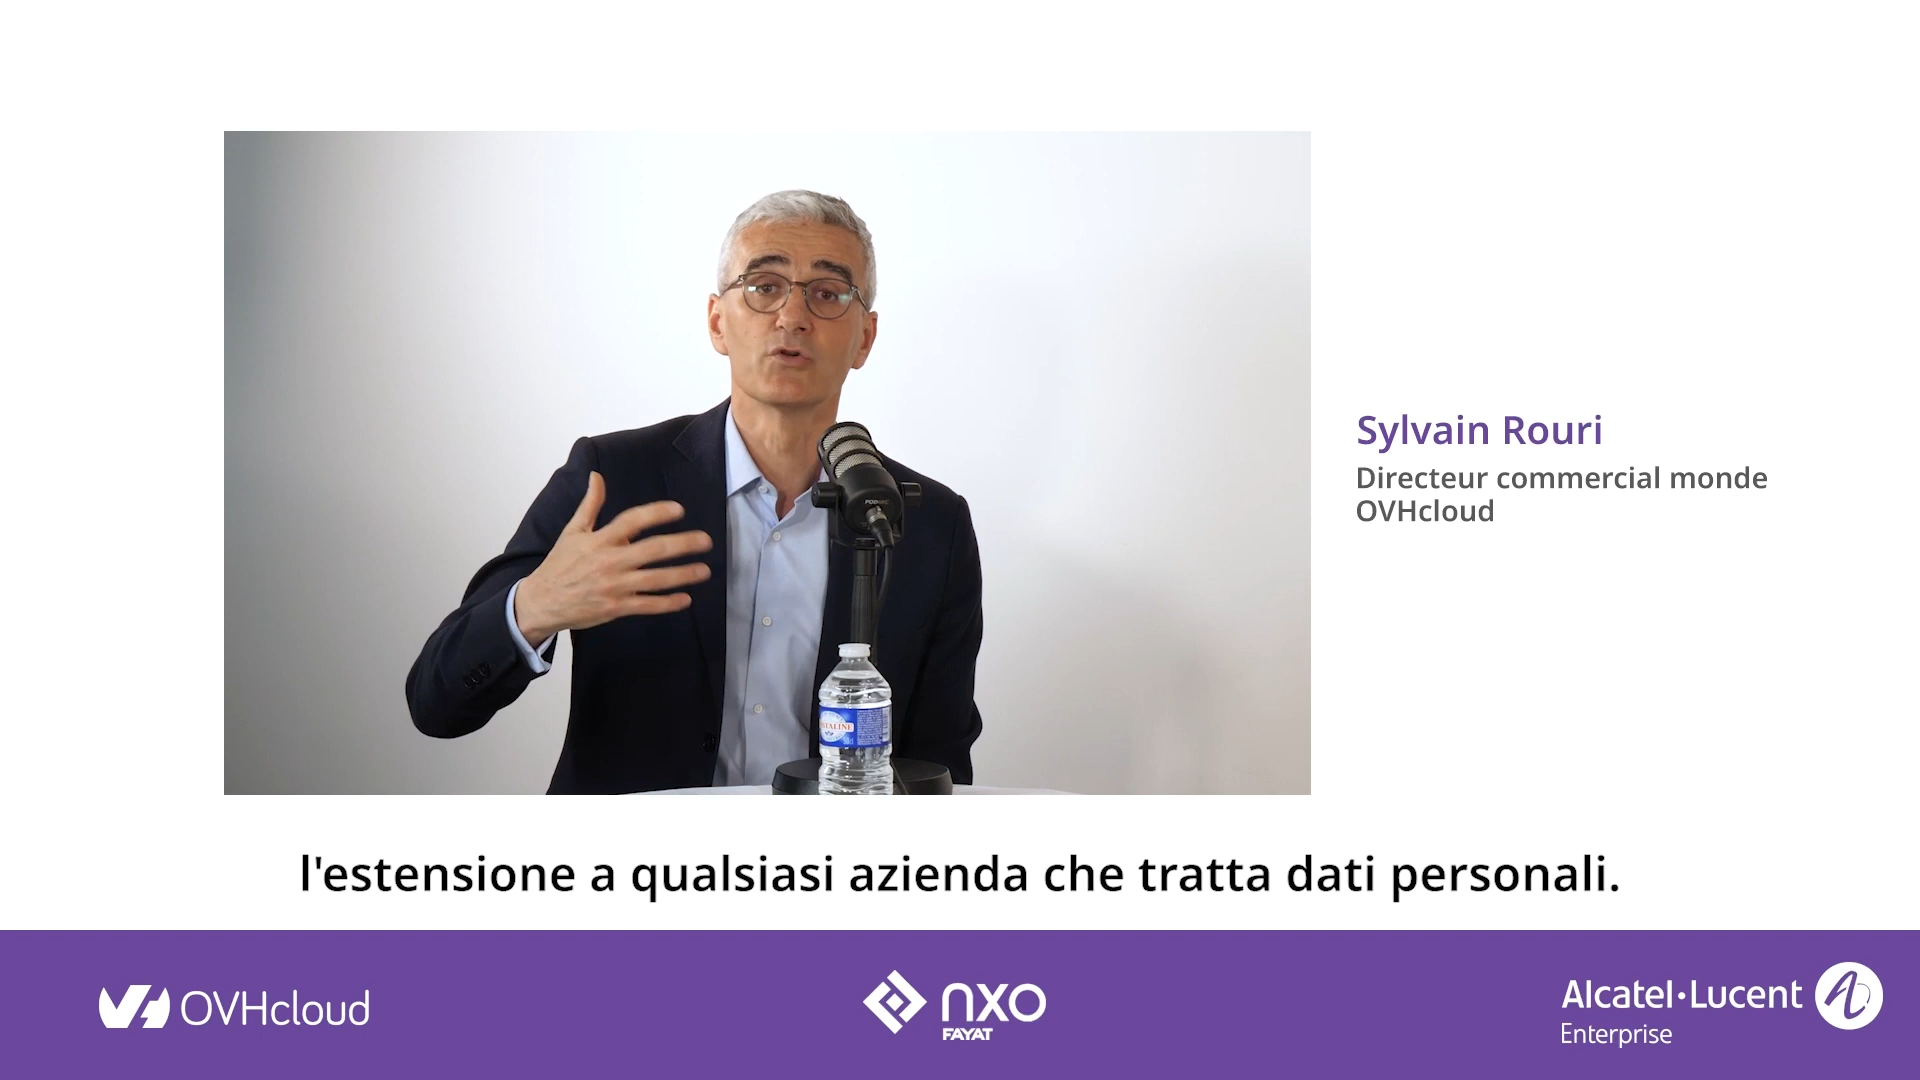 Sylvain Rouri
Directeur commercial monde
OVHcloud
PODMIC
l'estensione a qualsiasi azienda che tratta dati personali.
OVHcloud
nxo
FAYAT
Alcatel·Lucent
Enterprise